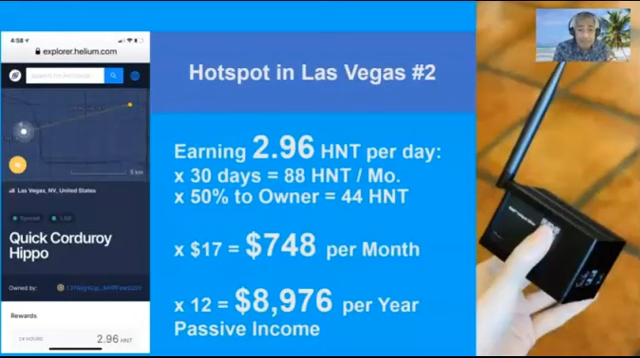 4:58
explorer.helium.com
Las Vegas, NV, United States
Synced
Quick Corduroy
Hippo
Owned by:
Rewards
24 HOURS
2.96 HNT
Hotspot in Las Vegas #2
Earning 2.96 HNT per day:
x 30 days = 88 HNT / Mo.
x 50% to Owner = 44 HNT
x $17 = $748 per Month
x 12 = $8,976 per Year
Passive Income